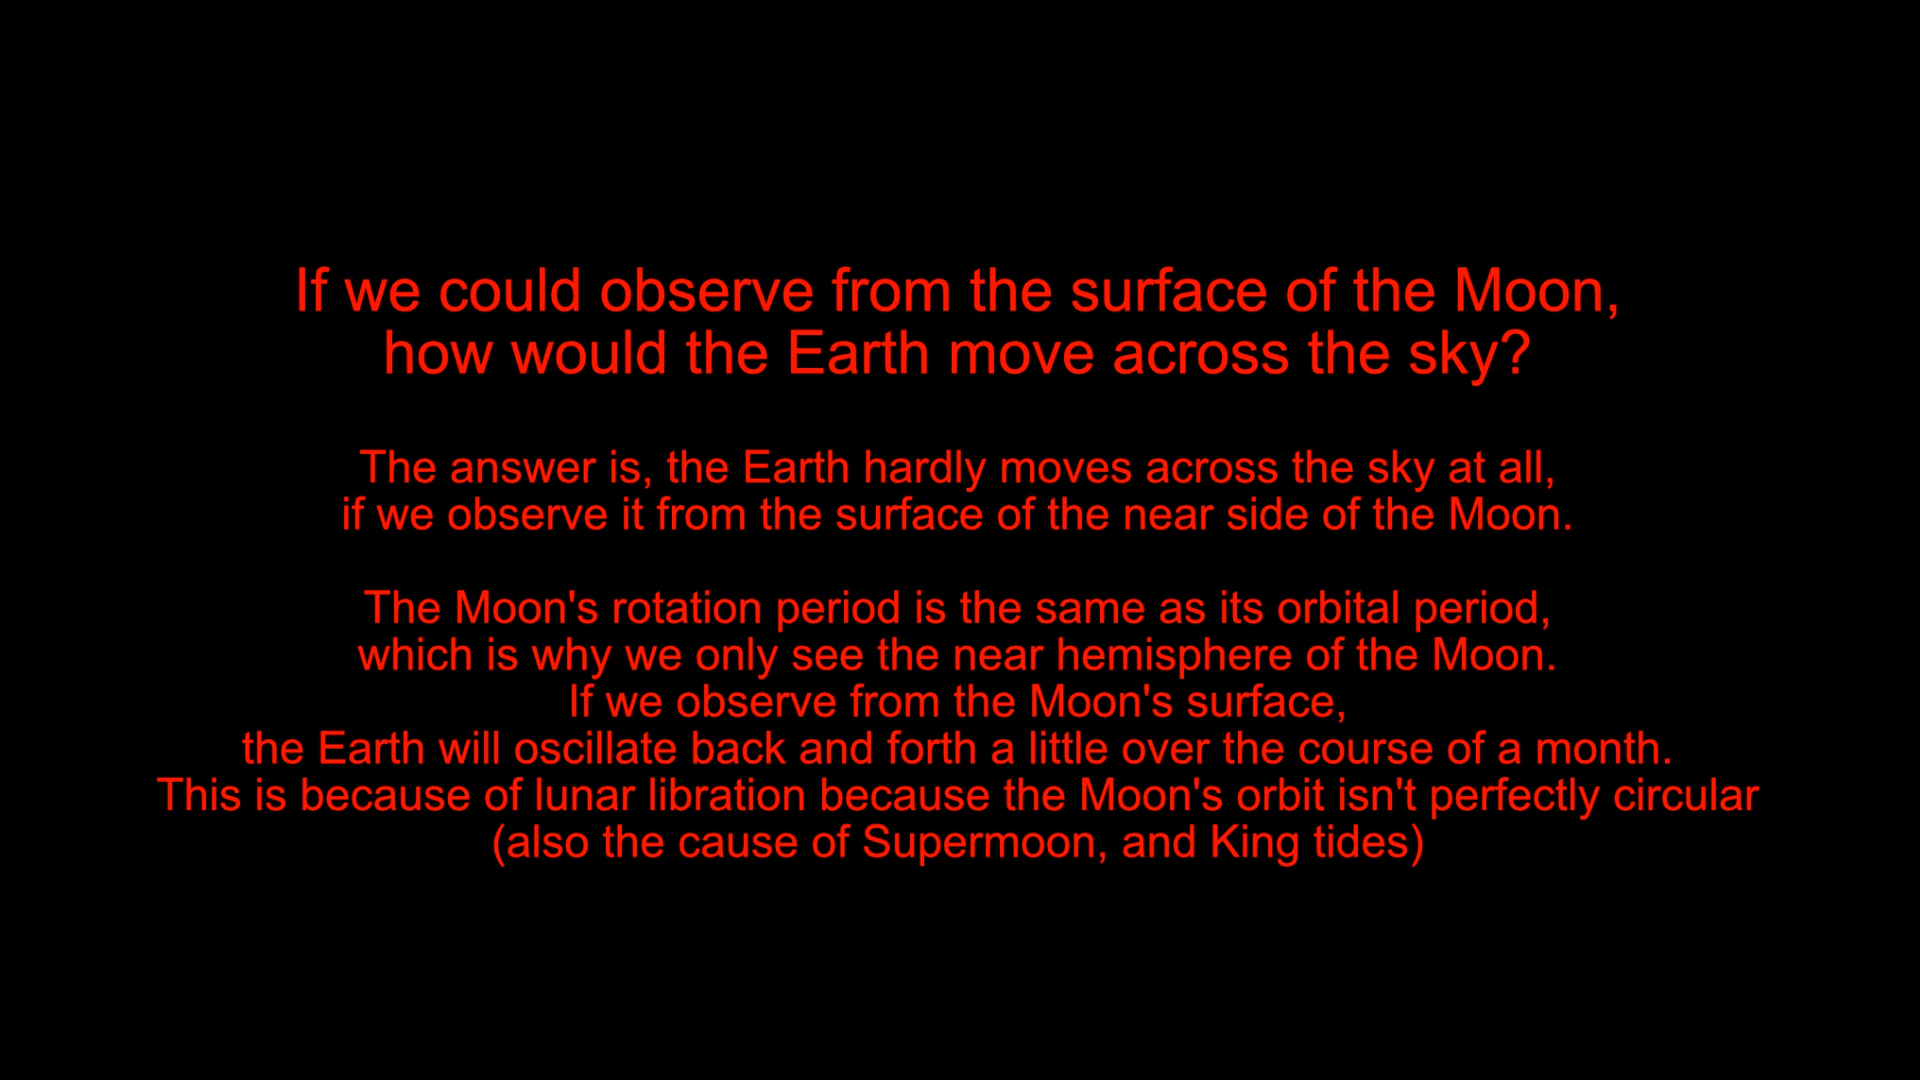 If we could observe from the surface of the Moon,
how would the Earth move across the sky?
The answer is, the Earth hardly moves across the sky at all,
if we observe it from the surface of the near side of the Moon.
The Moon's rotation period is the same as its orbital period,
which is why we only see the near hemisphere of the Moon.
If we observe from the Moon's surface,
the Earth will oscillate back and forth a little over the course of a month.
This is because of lunar libration because the Moon's orbit isn't perfectly circular
(also the cause of Supermoon, and King tides)